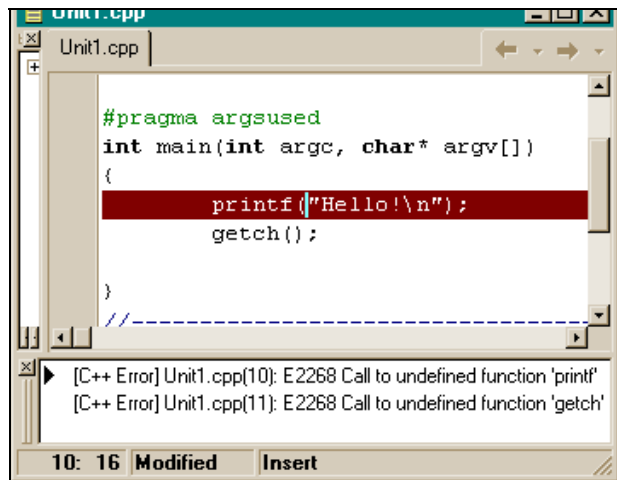 Unit1.cpp
Unit1.cpp
#pragma argsused
int main(int argc, char* argv[])
{
printf("Hello!\n");
getch();
}
//--------------------------------------
[C++ Error] Unit1.cpp(10): E2268 Call to undefined function 'printf'
[C++ Error] Unit1.cpp(11): E2268 Call to undefined function 'getch'
10: 16 Modified Insert